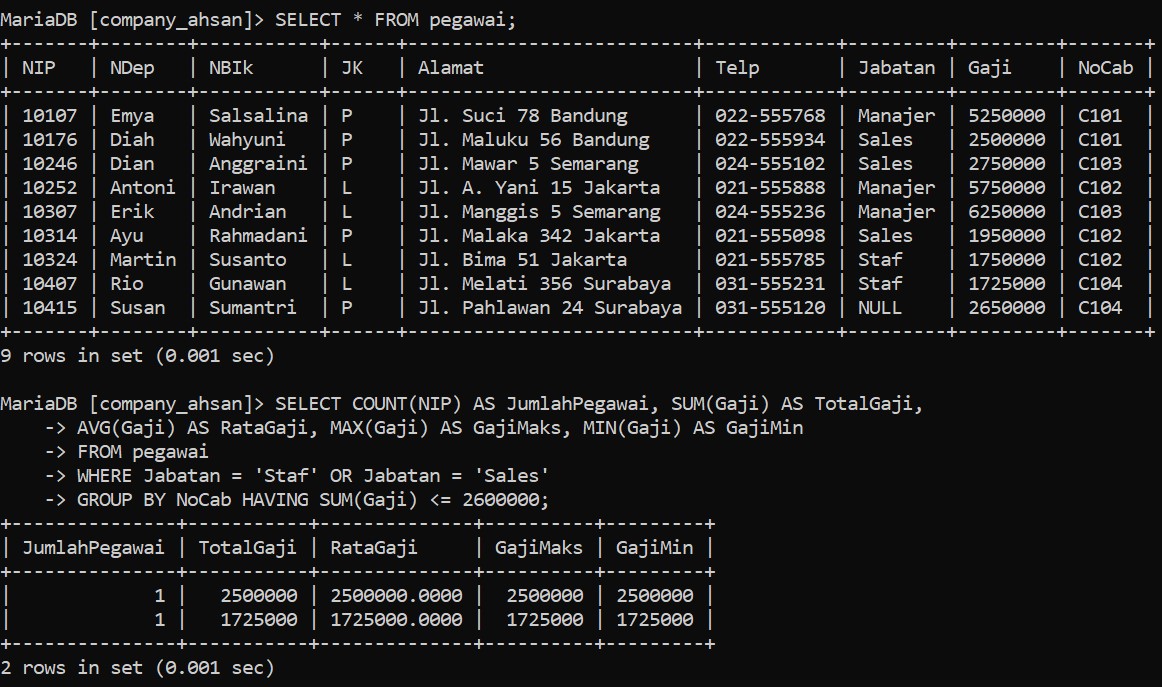 MariaDB [company_ahsan]> SELECT * FROM pegawai;
+-------+--------+-----------+------+--------------------------+------------+---------+---------+-------+
| NIP   | NDep   | NBIk      | JK   | Alamat                   | Telp       | Jabatan | Gaji    | NoCab |
+-------+--------+-----------+------+--------------------------+------------+---------+---------+-------+
| 10107 | Emya   | Salsalina | P    | Jl. Suci 78 Bandung      | 022-555768 | Manajer | 5250000 | C101  |
| 10176 | Diah   | Wahyuni   | P    | Jl. Maluku 56 Bandung    | 022-555934 | Sales   | 2500000 | C101  |
| 10246 | Dian   | Anggraini | P    | Jl. Mawar 5 Semarang     | 024-555102 | Sales   | 2750000 | C103  |
| 10252 | Antoni | Irawan    | L    | Jl. A. Yani 15 Jakarta   | 021-555888 | Manajer | 5750000 | C102  |
| 10307 | Erik   | Andrian   | L    | Jl. Manggis 5 Semarang   | 024-555236 | Manajer | 6250000 | C103  |
| 10314 | Ayu    | Rahmadani | P    | Jl. Malaka 342 Jakarta   | 021-555098 | Sales   | 1950000 | C102  |
| 10324 | Martin | Susanto   | L    | Jl. Bima 51 Jakarta      | 021-555785 | Staf    | 1750000 | C102  |
| 10407 | Rio    | Gunawan   | L    | Jl. Melati 356 Surabaya  | 031-555231 | Staf    | 1725000 | C104  |
| 10415 | Susan  | Sumantri  | P    | Jl. Pahlawan 24 Surabaya | 031-555120 | NULL    | 2650000 | C104  |
+-------+--------+-----------+------+--------------------------+------------+---------+---------+-------+
9 rows in set (0.001 sec)

MariaDB [company_ahsan]> SELECT COUNT(NIP) AS JumlahPegawai, SUM(Gaji) AS TotalGaji,
    -> AVG(Gaji) AS RataGaji, MAX(Gaji) AS GajiMaks, MIN(Gaji) AS GajiMin
    -> FROM pegawai
    -> WHERE Jabatan = 'Staf' OR Jabatan = 'Sales'
    -> GROUP BY NoCab HAVING SUM(Gaji) <= 2600000;
+---------------+-----------+--------------+----------+---------+
| JumlahPegawai | TotalGaji | RataGaji     | GajiMaks | GajiMin |
+---------------+-----------+--------------+----------+---------+
|             1 |   2500000 | 2500000.0000 |  2500000 | 2500000 |
|             1 |   1725000 | 1725000.0000 |  1725000 | 1725000 |
+---------------+-----------+--------------+----------+---------+
2 rows in set (0.001 sec)